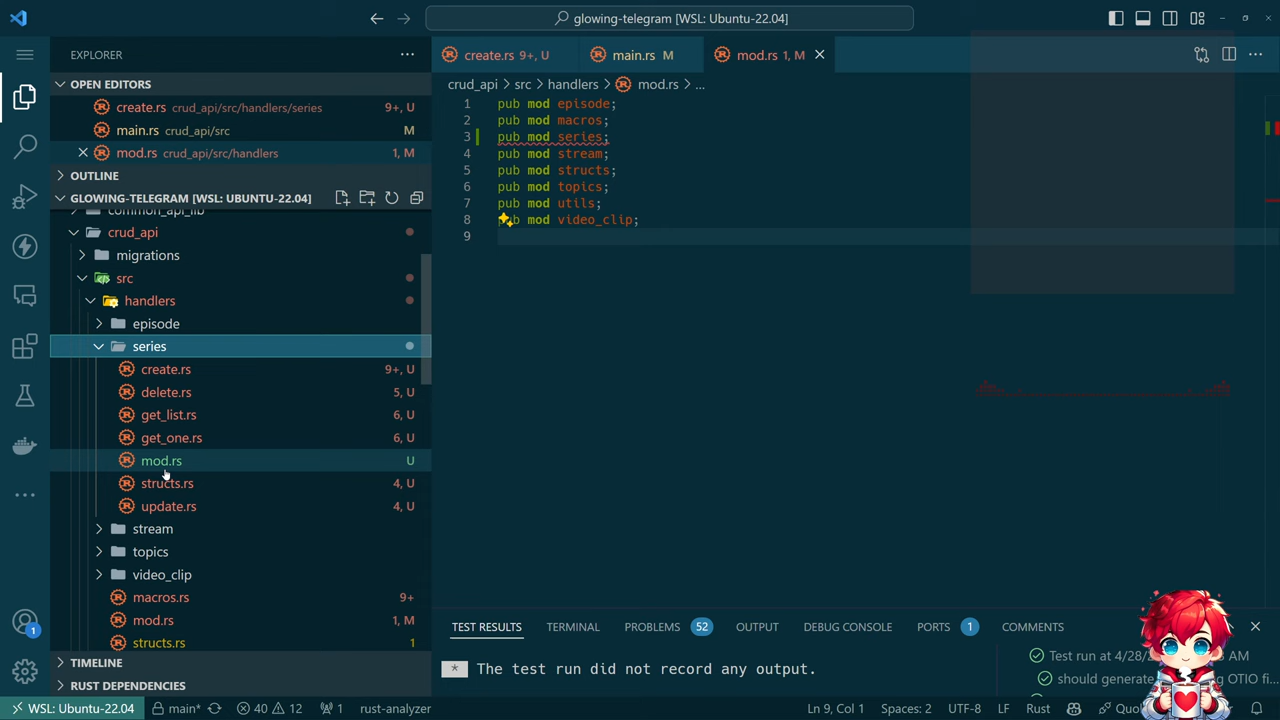 glowing-telegram [WSL: Ubuntu-22.04]
EXPLORER
OPEN EDITORS
create.rs crud_api/src/handlers/series 9+, U
main.rs crud_api/src M
mod.rs crud_api/src/handlers 1, M
OUTLINE
GLOWING-TELEGRAM [WSL: UBUNTU-22.04]
common_api_lib
crud_api
migrations
src
handlers
episode
series
create.rs 9+, U
delete.rs 5, U
get_list.rs 6, U
get_one.rs 6, U
mod.rs U
structs.rs 4, U
update.rs 4, U
stream
topics
video_clip
macros.rs 9+
mod.rs 1, M
structs.rs 1
TIMELINE
RUST DEPENDENCIES
create.rs 9+, U
main.rs M
mod.rs 1, M
crud_api > src > handlers > mod.rs > ...
1 pub mod episode;
2 pub mod macros;
3 pub mod series;
4 pub mod stream;
5 pub mod structs;
6 pub mod topics;
7 pub mod utils;
8 pub mod video_clip;
9
TEST RESULTS TERMINAL PROBLEMS 52 OUTPUT DEBUG CONSOLE PORTS 1 COMMENTS
* The test run did not record any output.
Test run at 4/28/2
AM
should generate
OTIO fi...
1
WSL: Ubuntu-22.04 main* 40 12 1 rust-analyzer Ln 9, Col 1 Spaces: 2 UTF-8 LF Rust